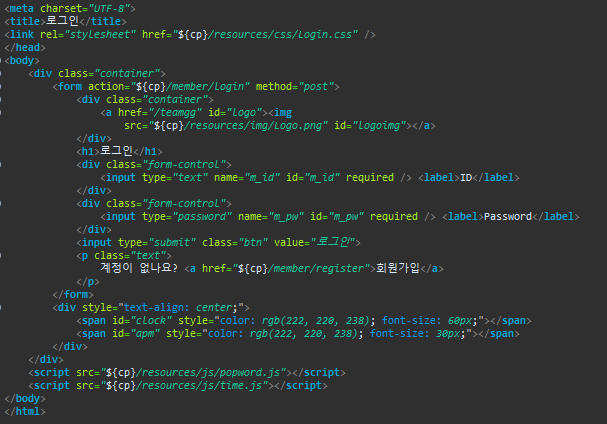 <meta charset="UTF-8">
<title>로그인</title>
<link rel="stylesheet" href="${cp}/resources/css/Login.css" />
</head>
<body>
<div class="container">
<form action="${cp}/member/login" method="post">
<div class="container">
<a href="/teamgg" id="logo"><img
src="${cp}/resources/img/Logo.png" id="logoimg"></a>
</div>
<h1>로그인</h1>
<div class="form-control">
<input type="text" name="m_id" id="m_id" required /> <label>ID</label>
</div>
<div class="form-control">
<input type="password" name="m_pw" id="m_pw" required /> <label>Password</label>
</div>
<input type="submit" class="btn" value="로그인">
<p class="text">
계정이 없나요? <a href="${cp}/member/register">회원가입</a>
</p>
</form>
<div style="text-align: center;">
<span id="clock" style="color: rgb(222, 220, 238); font-size: 60px;"></span>
<span id="apm" style="color: rgb(222, 220, 238); font-size: 30px;"></span>
</div>
</div>
<script src="${cp}/resources/js/popword.js"></script>
<script src="${cp}/resources/js/time.js"></script>
</body>
</html>